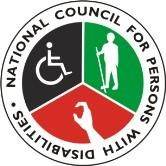 NATIONAL COUNCIL FOR PERSONS WITH DISABILITIES •